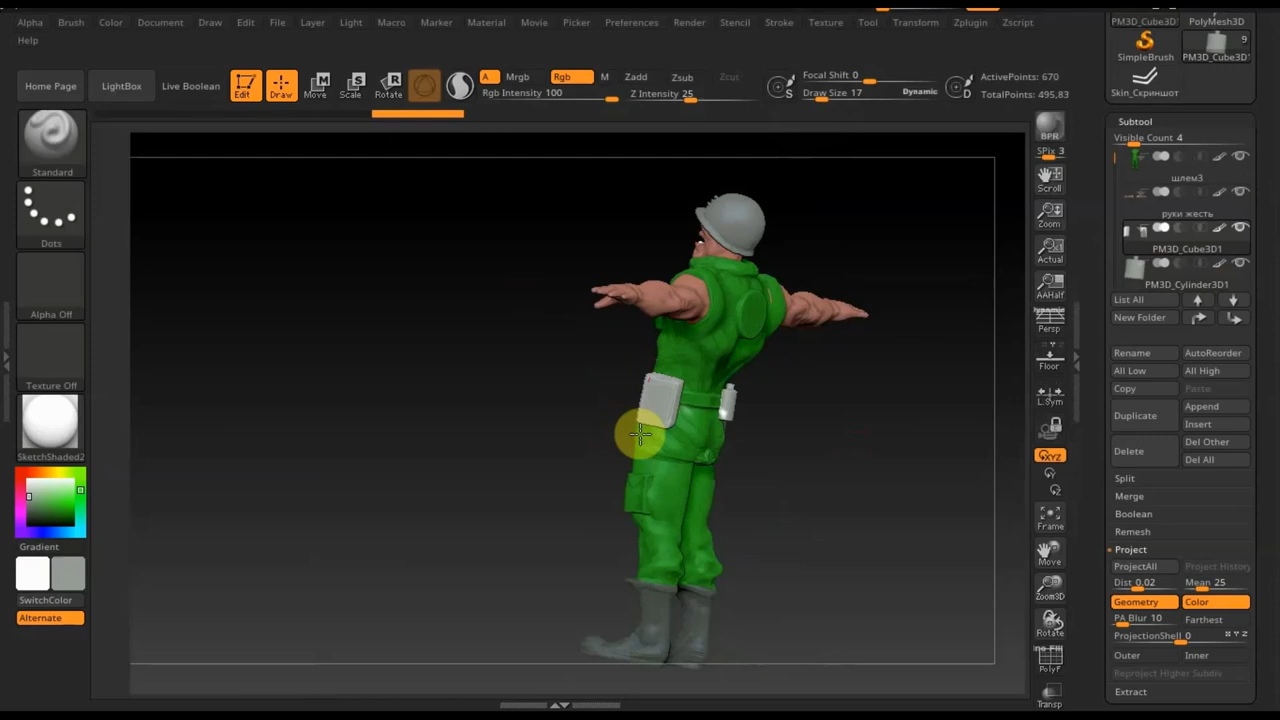 Alpha Brush Color Document Draw Edit File Layer Light Macro Marker Material Movie Picker Preferences Render Stencil Stroke Texture Tool Transform Zplugin Zscript
Help
PM3D_Cube3D PolyMesh3D
SimpleBrush
9
PM3D_Cube3D
Skin_Скриншот
Home Page
LightBox
Live Boolean
Edit
Draw
Move
Scale
Rotate
A Mrgb
Rgb M
Zadd Zsub Zcut
Rgb Intensity 100
Z Intensity 25
S
Focal Shift 0
Draw Size 17 Dynamic
D
ActivePoints: 670
TotalPoints: 495,83
Standard
Dots
Alpha Off
Texture Off
SketchShaded2
Gradient
SwitchColor
Alternate
BPR
SPix 3
Scroll
Zoom
Actual
AAHalf
Dynamic
Persp
Floor
L.Sym
XYZ
Y
Z
Frame
Move
Zoom3D
Rotate
PolyF
Transp
Subtool
Visible Count 4
шлем3
руки жесть
PM3D_Cube3D1
PM3D_Cylinder3D1
List All
New Folder
Rename AutoReorder
All Low All High
Copy Paste
Duplicate Append
Insert
Delete Del Other
Del All
Split
Merge
Boolean
Remesh
Project
ProjectAll Project History
Dist 0.02 Mean 25
Geometry Color
PA Blur 10 Farthest
ProjectionShell 0 X Y Z
Outer Inner
Reproject Higher Subdiv
Extract